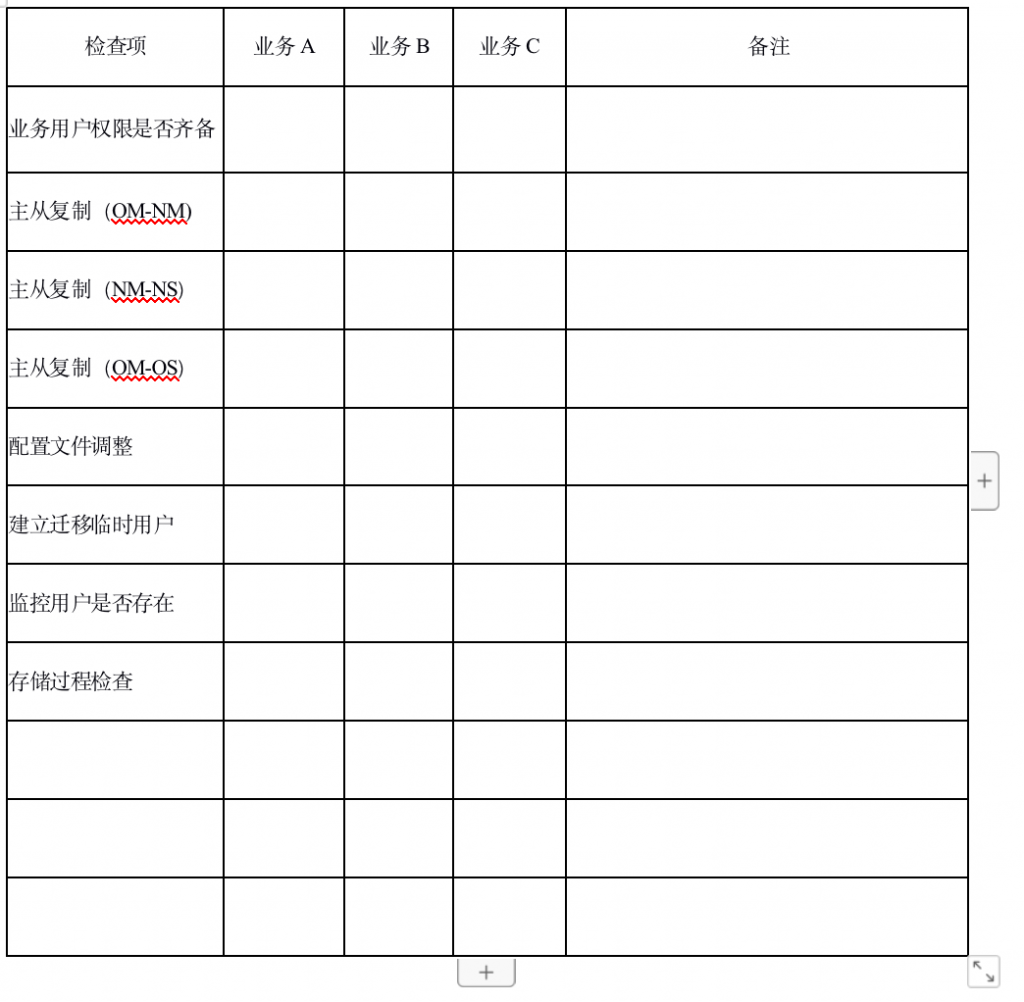 检查项 业务 A 业务 B 业务 C 备注
业务用户权限是否齐备
主从复制（OM-NM)
主从复制（NM-NS)
主从复制（OM-OS)
配置文件调整
建立迁移临时用户
监控用户是否存在
存储过程检查